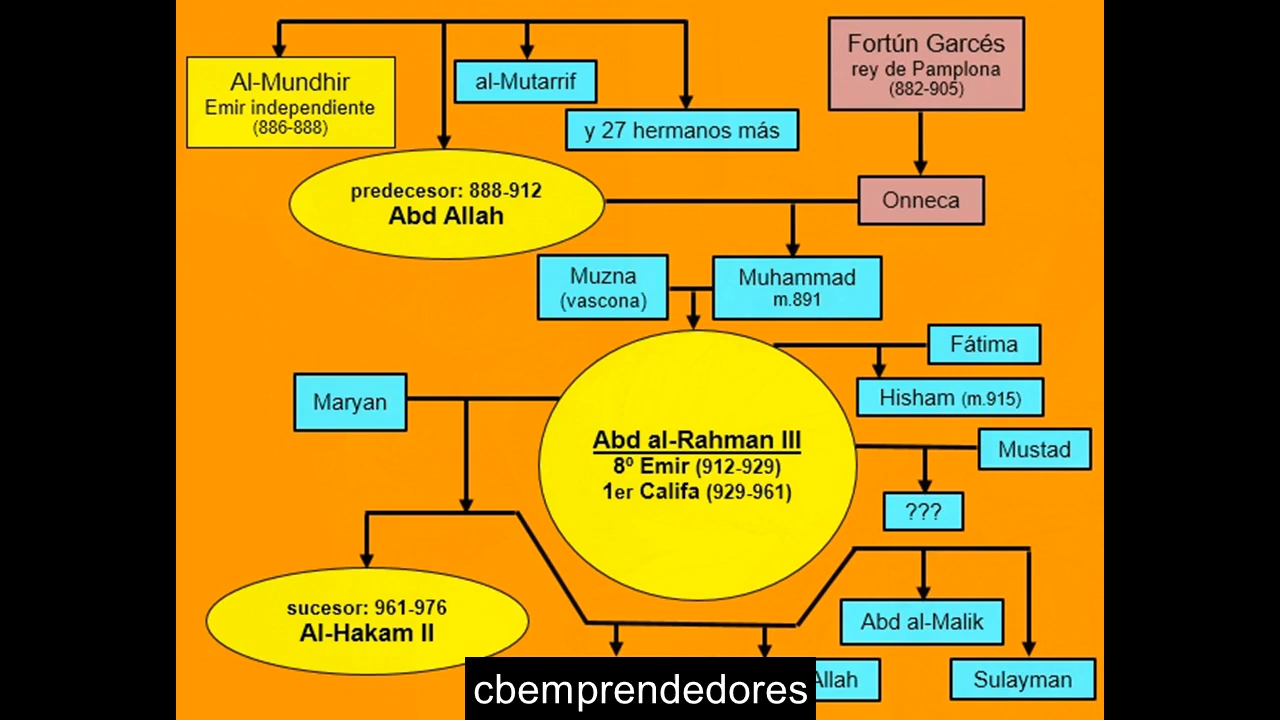 Al-Mundhir
Emir independiente
(886-888)
al-Mutarrif
y 27 hermanos más
Fortún Garcés
rey de Pamplona
(882-905)
predecesor: 888-912
Abd Allah
Onneca
Muzna
(vascona)
Muhammad
m.891
Fátima
Hisham (m.915)
Maryan
Abd al-Rahman III
8º Emir (912-929)
1er Califa (929-961)
Mustad
???
sucesor: 961-976
Al-Hakam II
Abd al-Malik
Allah
Sulayman
cbemprendedores